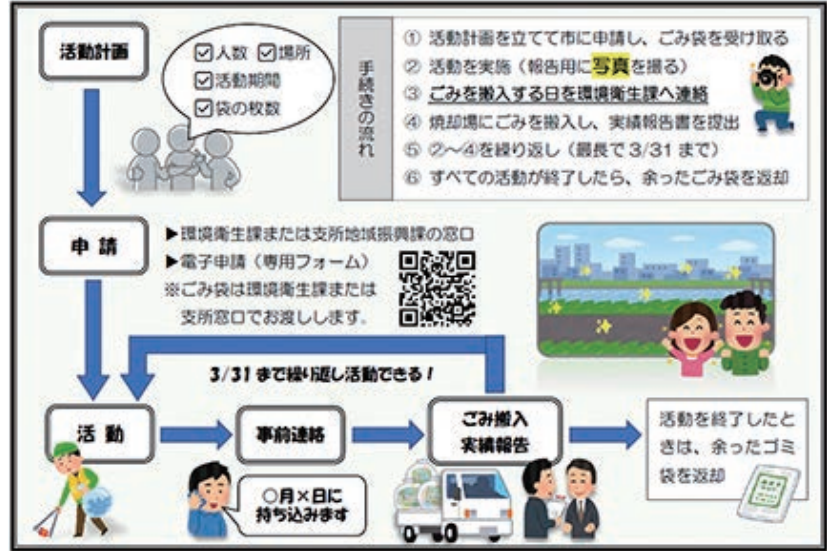 活動計画
☑人数 ☑場所
☑活動期間
☑袋の枚数
手続きの流れ
① 活動計画を立てて市に申請し、ごみ袋を受け取る
② 活動を実施（報告用に写真を撮る）
③ ごみを搬入する日を環境衛生課へ連絡
④ 焼却場にごみを搬入し、実績報告書を提出
⑤ ②～④を繰り返し（最長で3/31まで）
⑥ すべての活動が終了したら、余ったごみ袋を返却
申 請
▶環境衛生課または支所地域振興課の窓口
▶電子申請（専用フォーム）
※ごみ袋は環境衛生課または
支所窓口でお渡しします。
3/31まで繰り返し活動できる！
活 動
事前連絡
ごみ搬入
実績報告
活動を終了したと
きは、余ったゴミ
袋を返却
○月×日に
持ち込みます